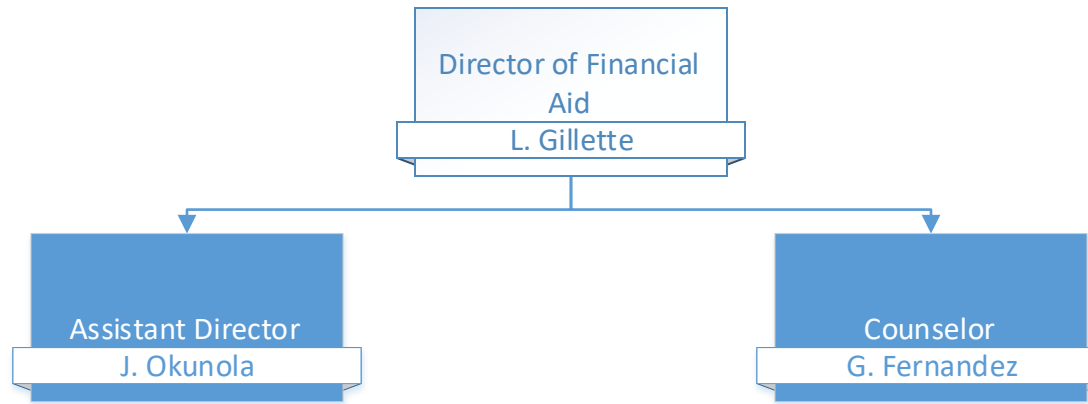 Director of Financial
Aid
L. Gillette
Assistant Director
J. Okunola
Counselor
G. Fernandez